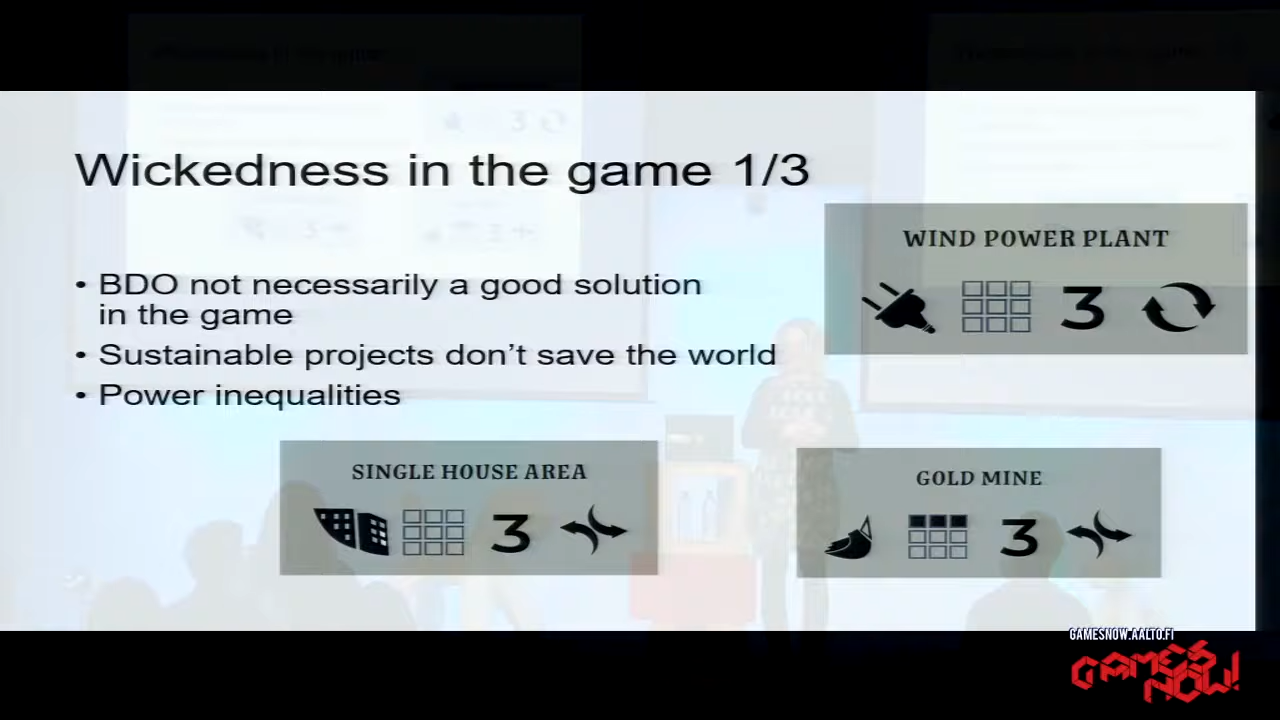 Wickedness in the game 1/3
WIND POWER PLANT
3
• BDO not necessarily a good solution
in the game
• Sustainable projects don't save the world
• Power inequalities
SINGLE HOUSE AREA
3
GOLD MINE
3
GAMESNOW.AALTO.FI
GAMES
NOW!